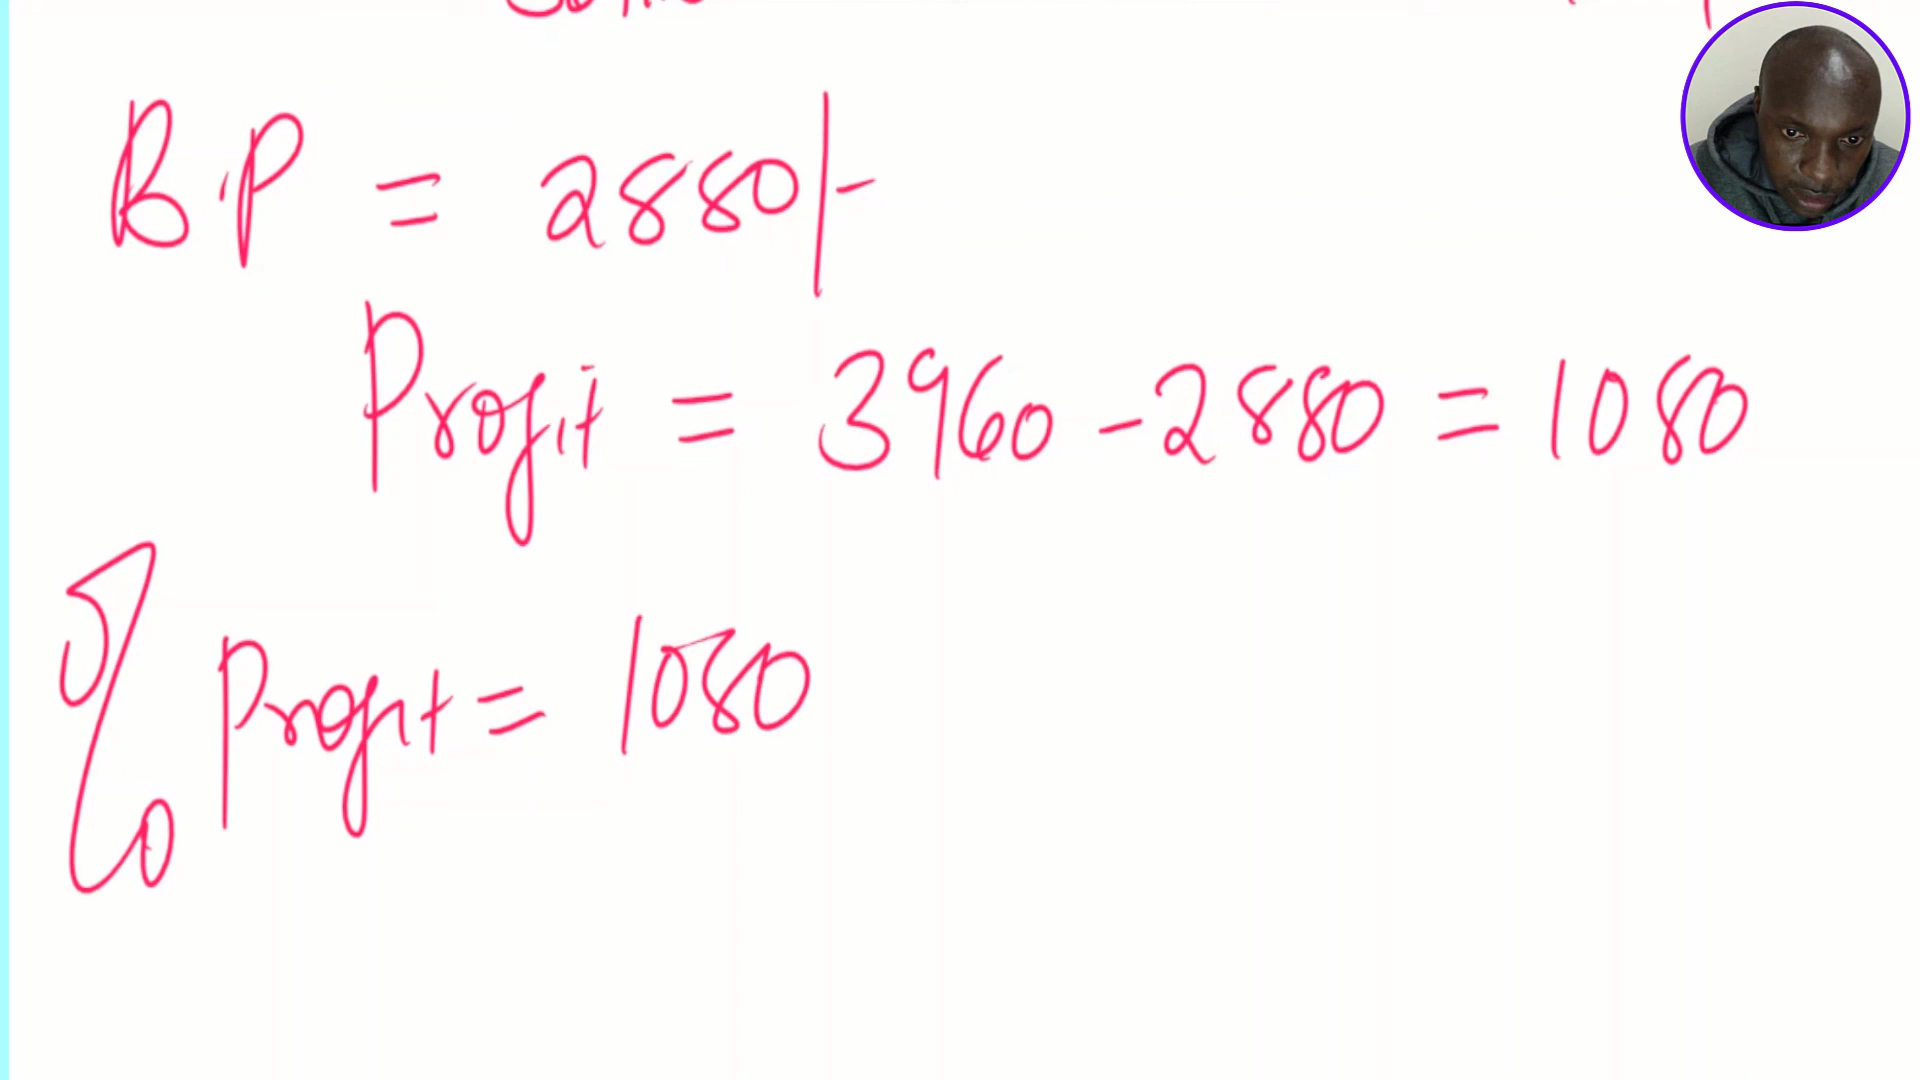 B.P = 2880/-
Profit = 3960 - 2880 = 1080
% Profit = 1080